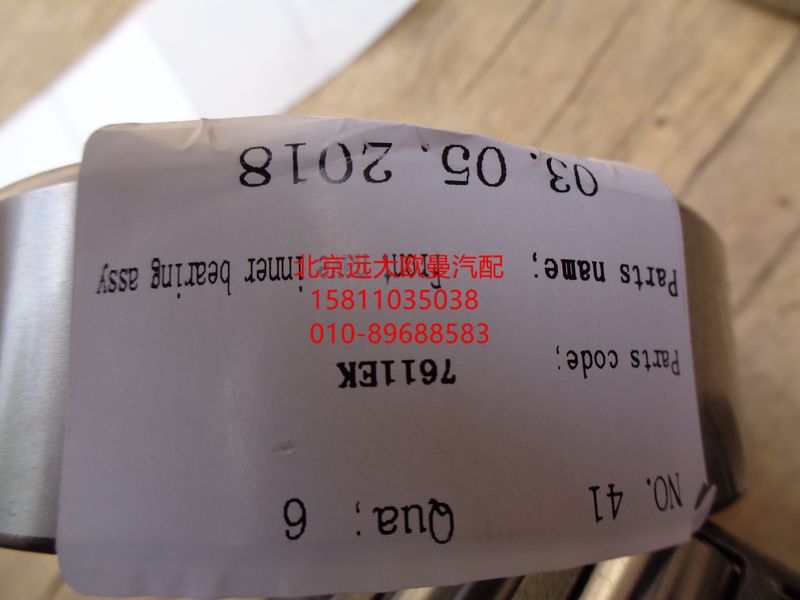 NO. 41 Qua; 6
Parts code; 7611EK
Parts name; front inner bearing assy
03. 05. 2018
北京远大欧曼汽配
15811035038
010-89688583